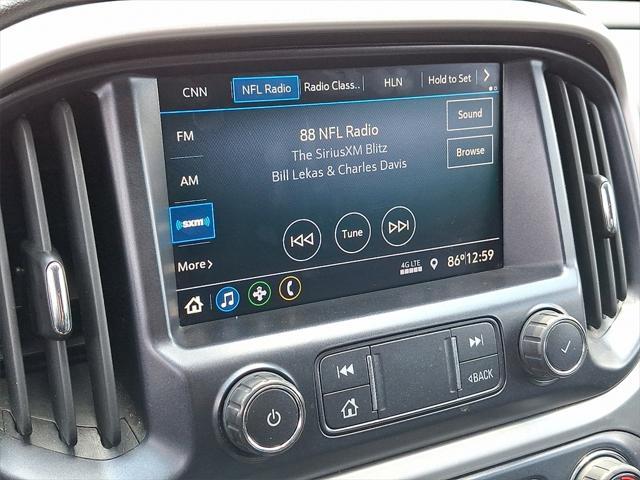 CNN NFL Radio Radio Class.. HLN Hold to Set
FM
AM
sxm
More
88 NFL Radio
The SiriusXM Blitz
Bill Lekas & Charles Davis
Sound
Browse
Tune
4G LTE 86° 12:59
BACK